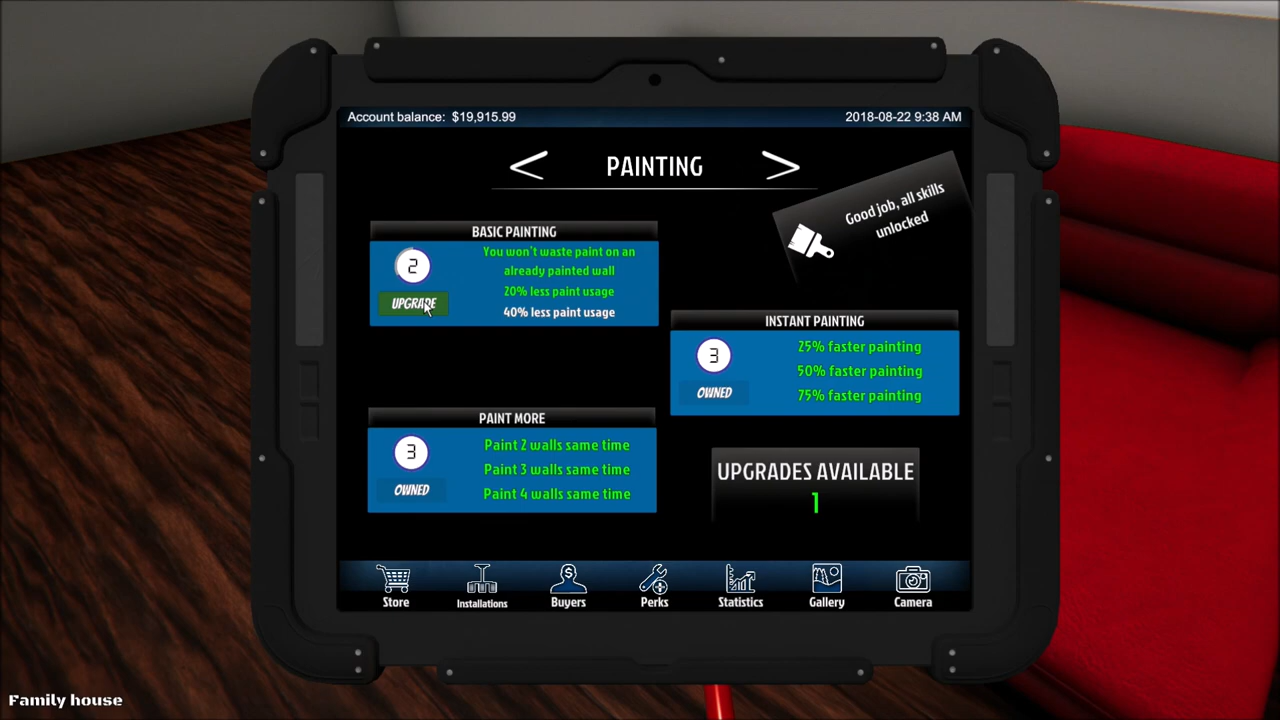 Account balance: $19,915.99
2018-08-22 9:38 AM
< PAINTING >
Good job, all skills
unlocked
BASIC PAINTING
2
UPGRADE
You won't waste paint on an
already painted wall
20% less paint usage
40% less paint usage
INSTANT PAINTING
3
OWNED
25% faster painting
50% faster painting
75% faster painting
PAINT MORE
3
OWNED
Paint 2 walls same time
Paint 3 walls same time
Paint 4 walls same time
UPGRADES AVAILABLE
1
Store
Installations
Buyers
Perks
Statistics
Gallery
Camera
Family house